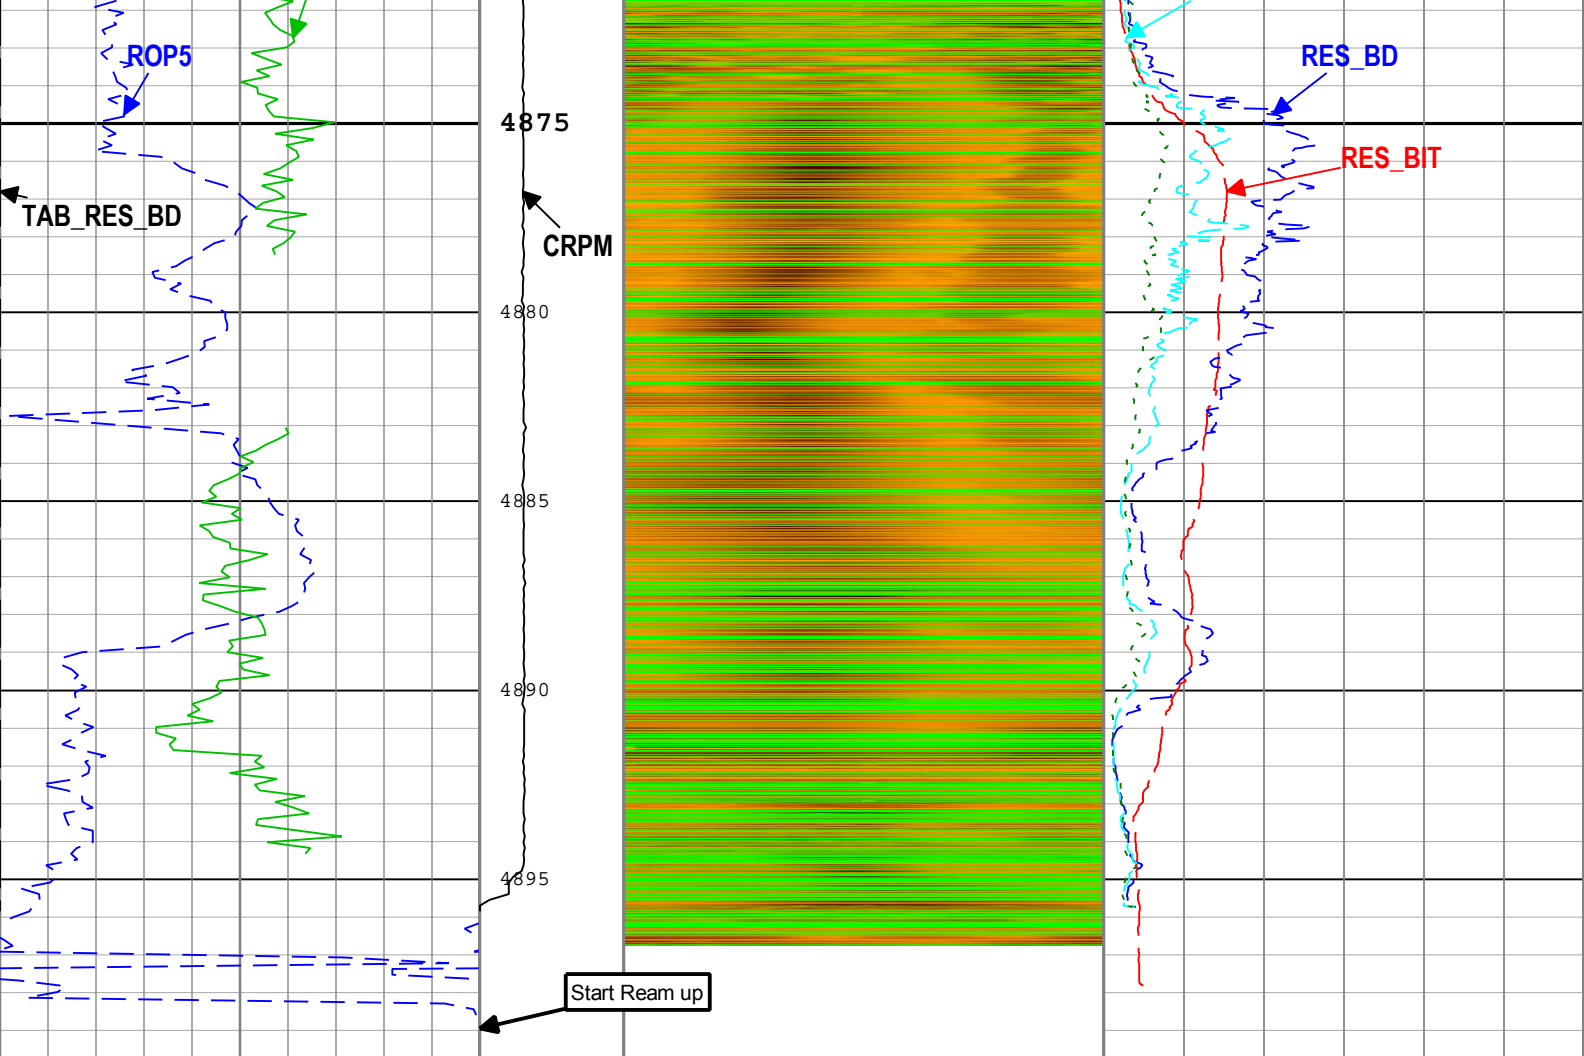 ROP5
RES_BD
4875
RES_BIT
TAB_RES_BD
CRPM
4880
4885
4890
4895
Start Ream up